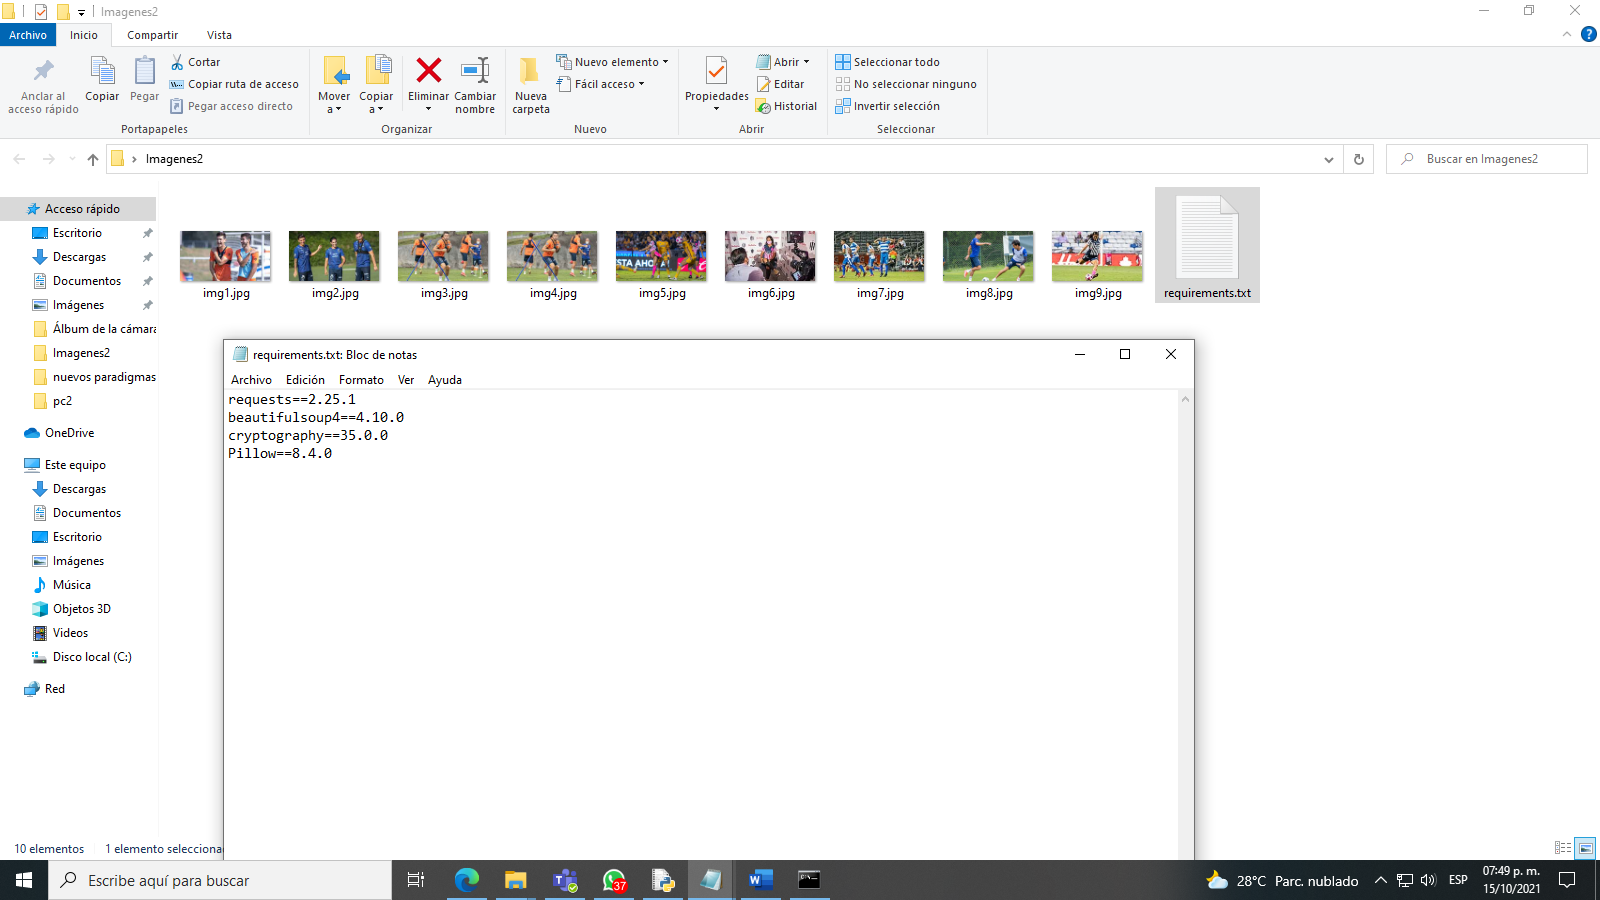 Imagenes2
Archivo
Inicio
Compartir
Vista
Anclar al
acceso rápido
Copiar
Pegar
Cortar
Copiar ruta de acceso
Pegar acceso directo
Portapapeles
Mover
a
Copiar
a
Eliminar
Cambiar
nombre
Organizar
Nueva
carpeta
Nuevo elemento
Fácil acceso
Nuevo
Propiedades
Abrir
Editar
Historial
Abrir
Seleccionar todo
No seleccionar ninguno
Invertir selección
Seleccionar
Imagenes2
Buscar en Imagenes2
Acceso rápido
Escritorio
Descargas
Documentos
Imágenes
Álbum de la cámara
Imagenes2
nuevos paradigmas
pc2
OneDrive
Este equipo
Descargas
Documentos
Escritorio
Imágenes
Música
Objetos 3D
Videos
Disco local (C:)
Red
ESTA AHOR
img1.jpg
img2.jpg
img3.jpg
img4.jpg
img5.jpg
img6.jpg
img7.jpg
img8.jpg
img9.jpg
requirements.txt
requirements.txt: Bloc de notas
Archivo Edición Formato Ver Ayuda
requests==2.25.1
beautifulsoup4==4.10.0
cryptography==35.0.0
Pillow==8.4.0
10 elementos
1 elemento selecciona
Escribe aquí para buscar
37
28°C Parc. nublado
ESP
07:49 p. m.
15/10/2021